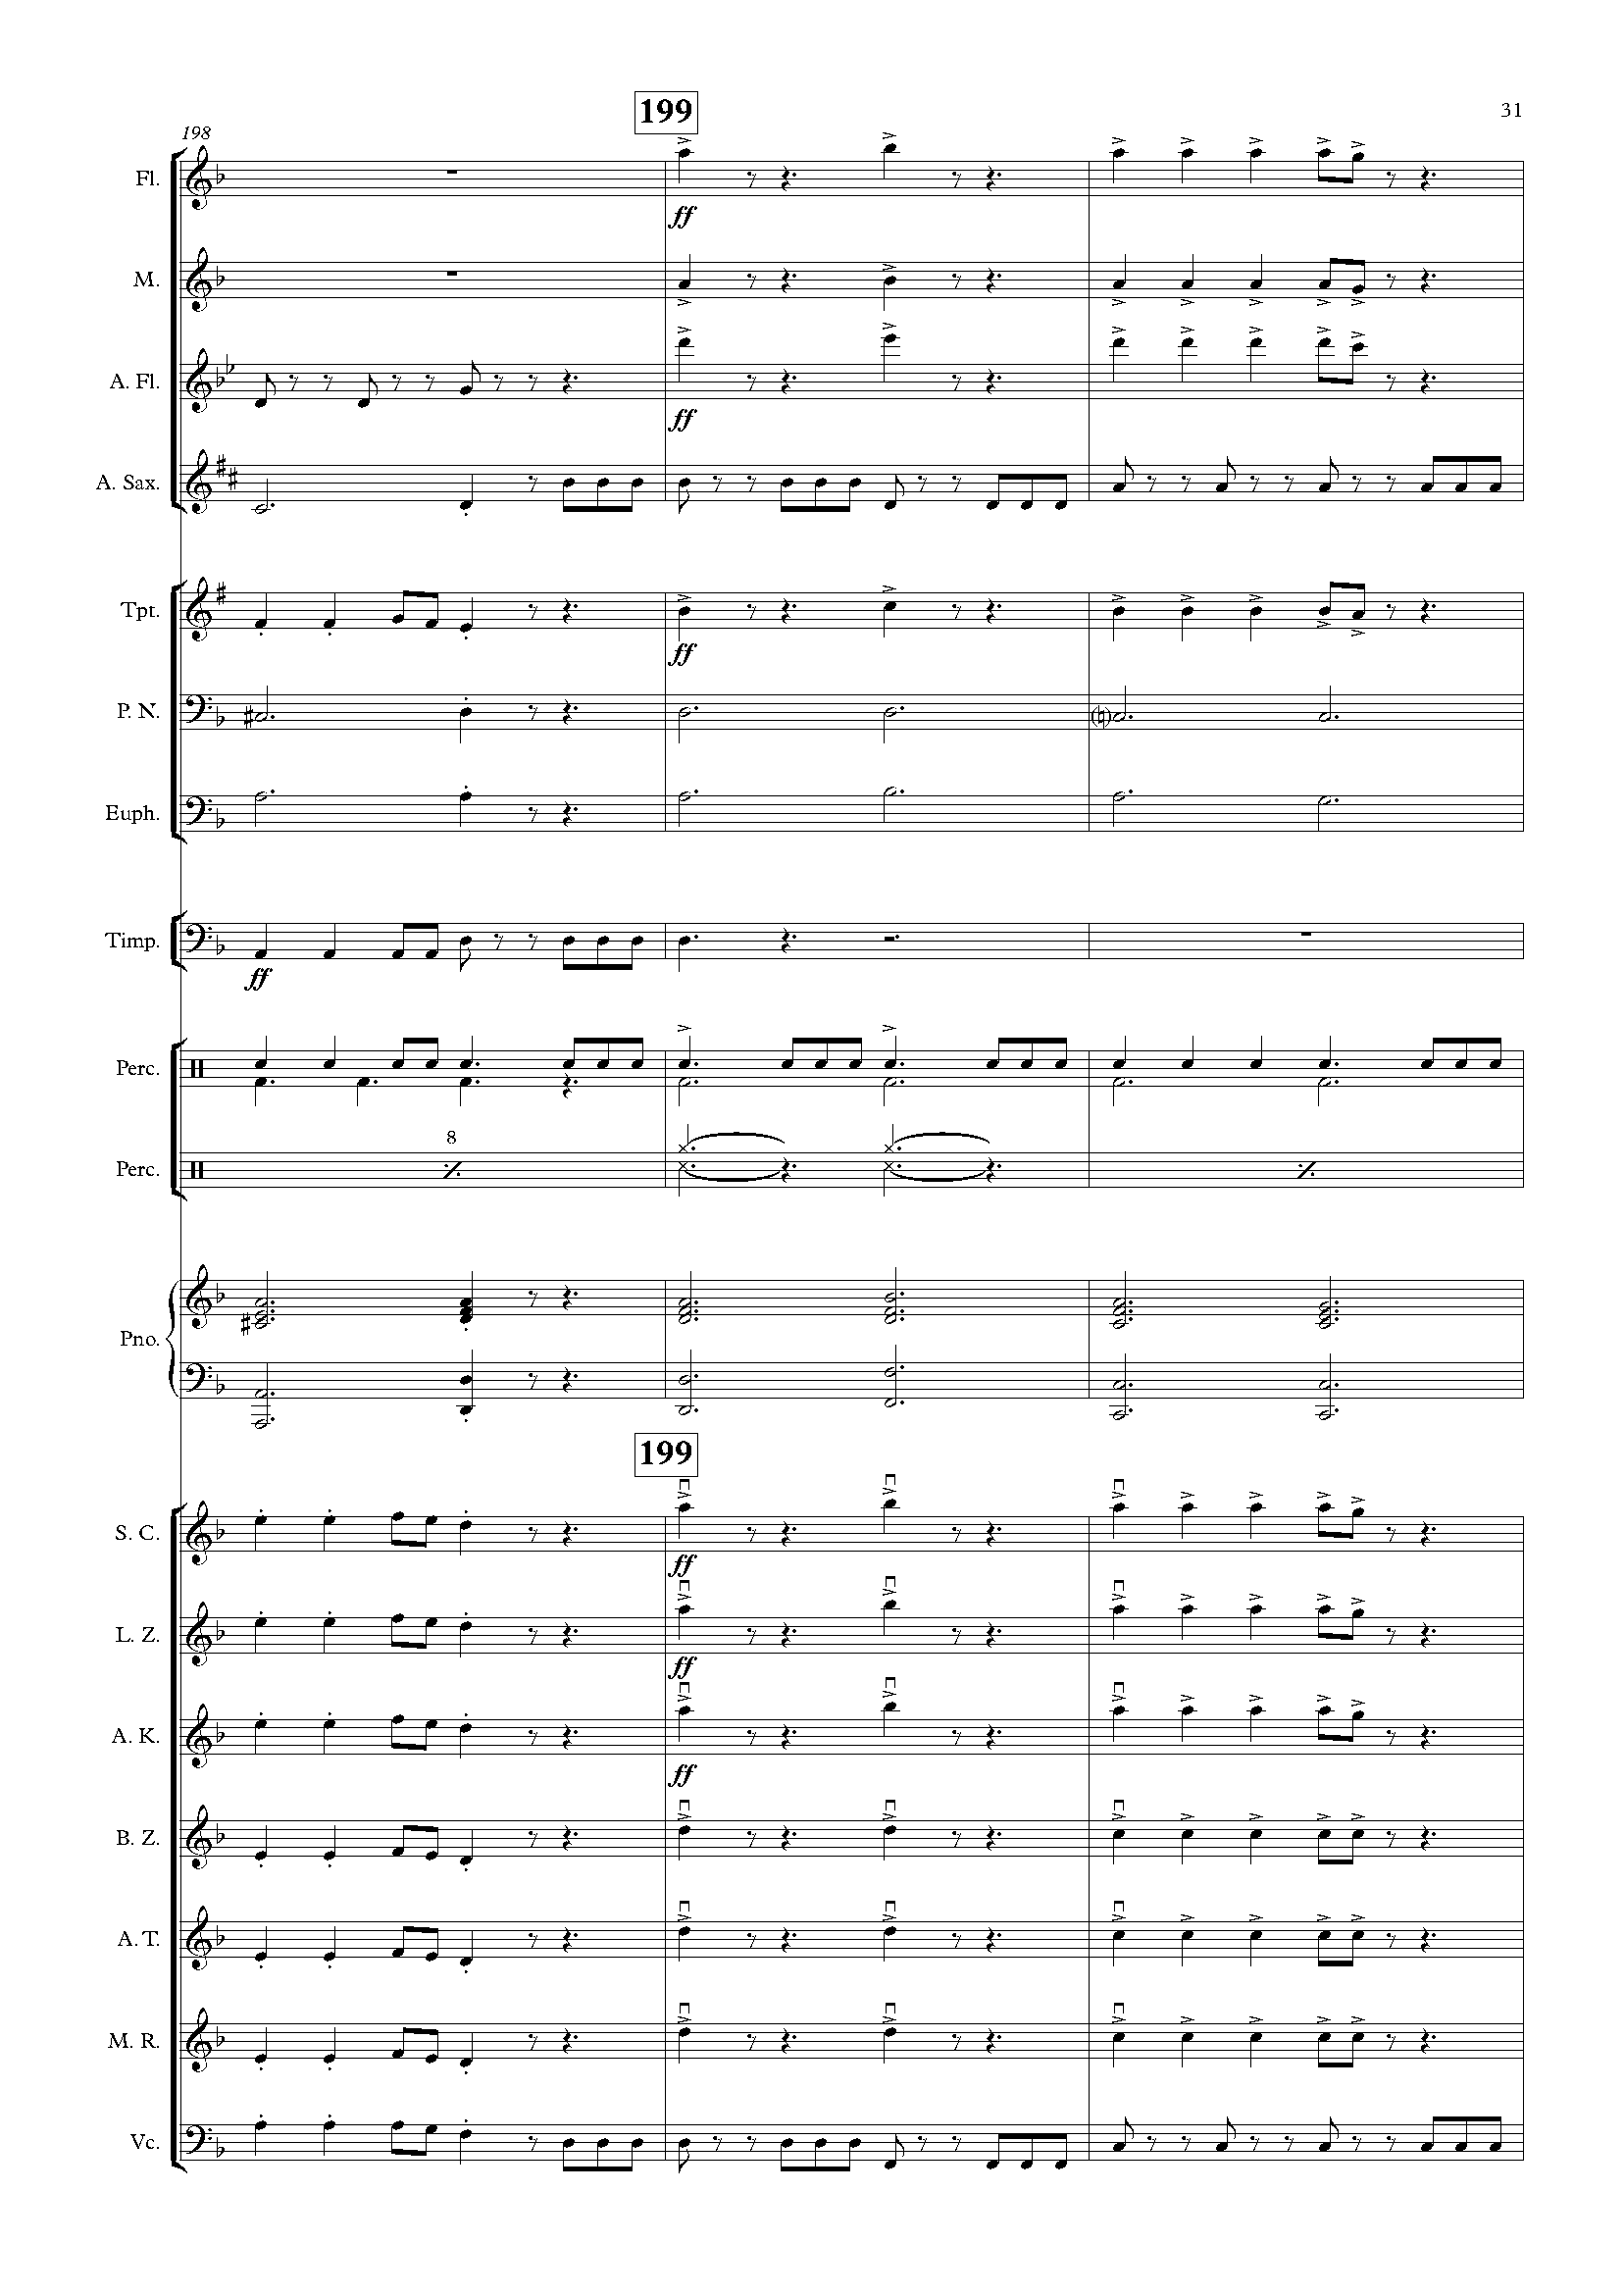 199
31
198
Fl.
ff
M.
A. Fl.
ff
A. Sax.
Tpt.
ff
P. N.
Euph.
Timp.
ff
Perc.
8
Perc.
Pno.
199
S. C.
ff
L. Z.
ff
A. K.
ff
B. Z.
A. T.
M. R.
Vc.